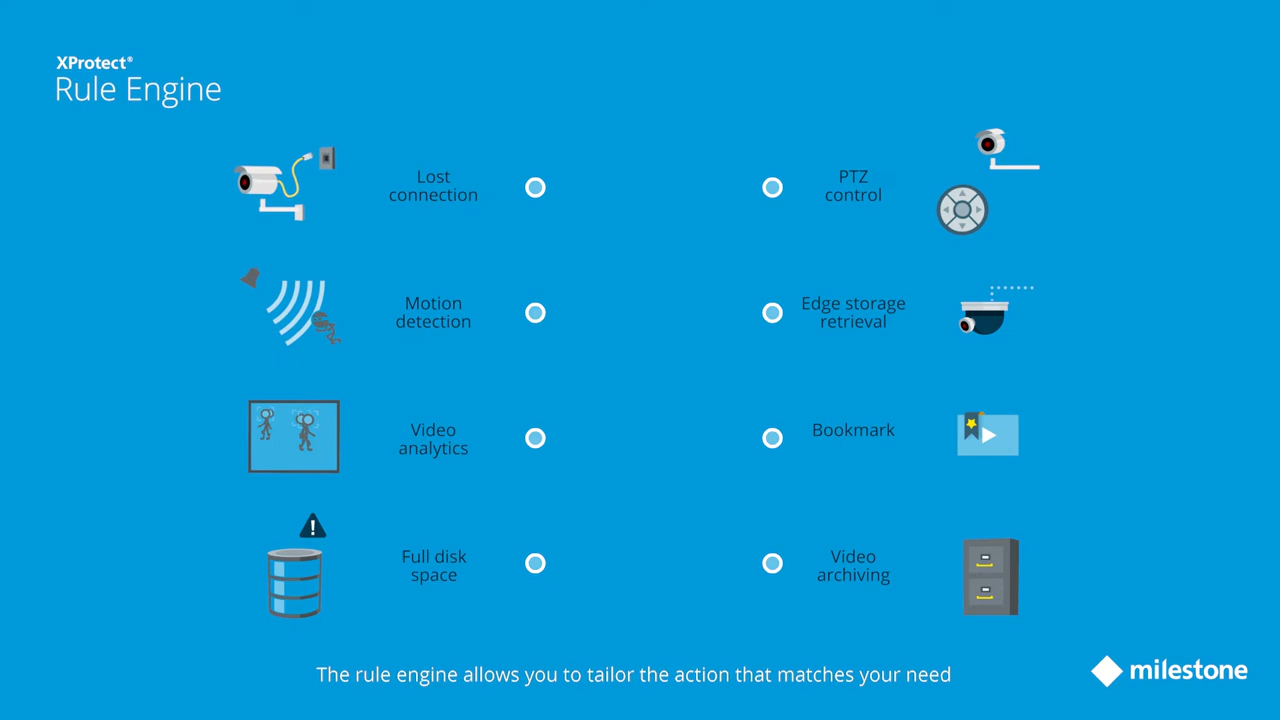 XProtect®
Rule Engine
Lost
connection
PTZ
control
Motion
detection
Edge storage
retrieval
Video
analytics
Bookmark
Full disk
space
Video
archiving
The rule engine allows you to tailor the action that matches your need
milestone